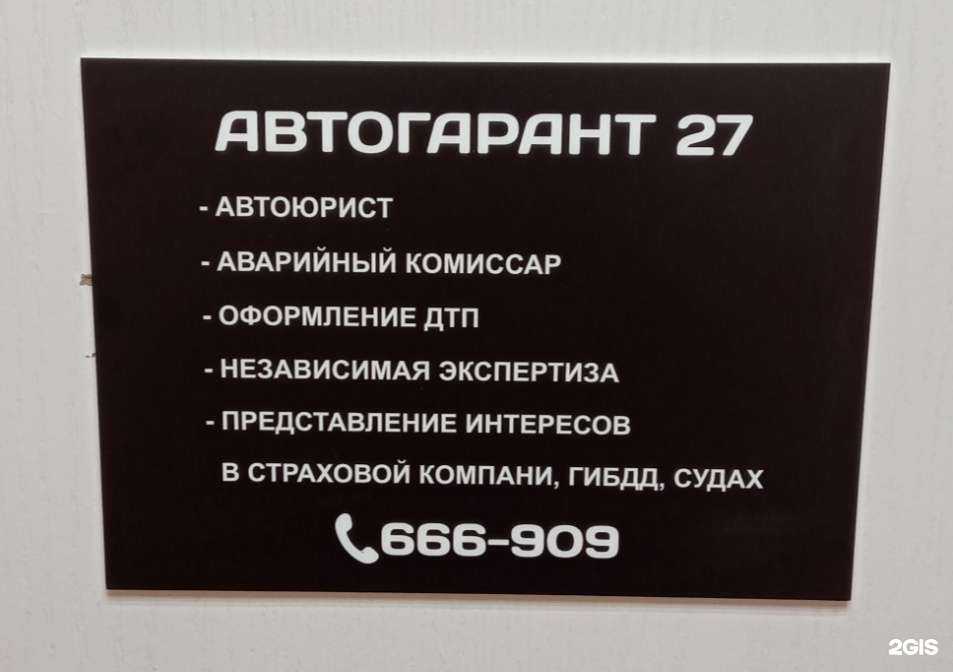 АВТОГАРАНТ 27
- АВТОЮРИСТ
- АВАРИЙНЫЙ КОМИССАР
- ОФОРМЛЕНИЕ ДТП
- НЕЗАВИСИМАЯ ЭКСПЕРТИЗА
- ПРЕДСТАВЛЕНИЕ ИНТЕРЕСОВ
В СТРАХОВОЙ КОМПАНИ, ГИБДД, СУДАХ
666-909
2GIS